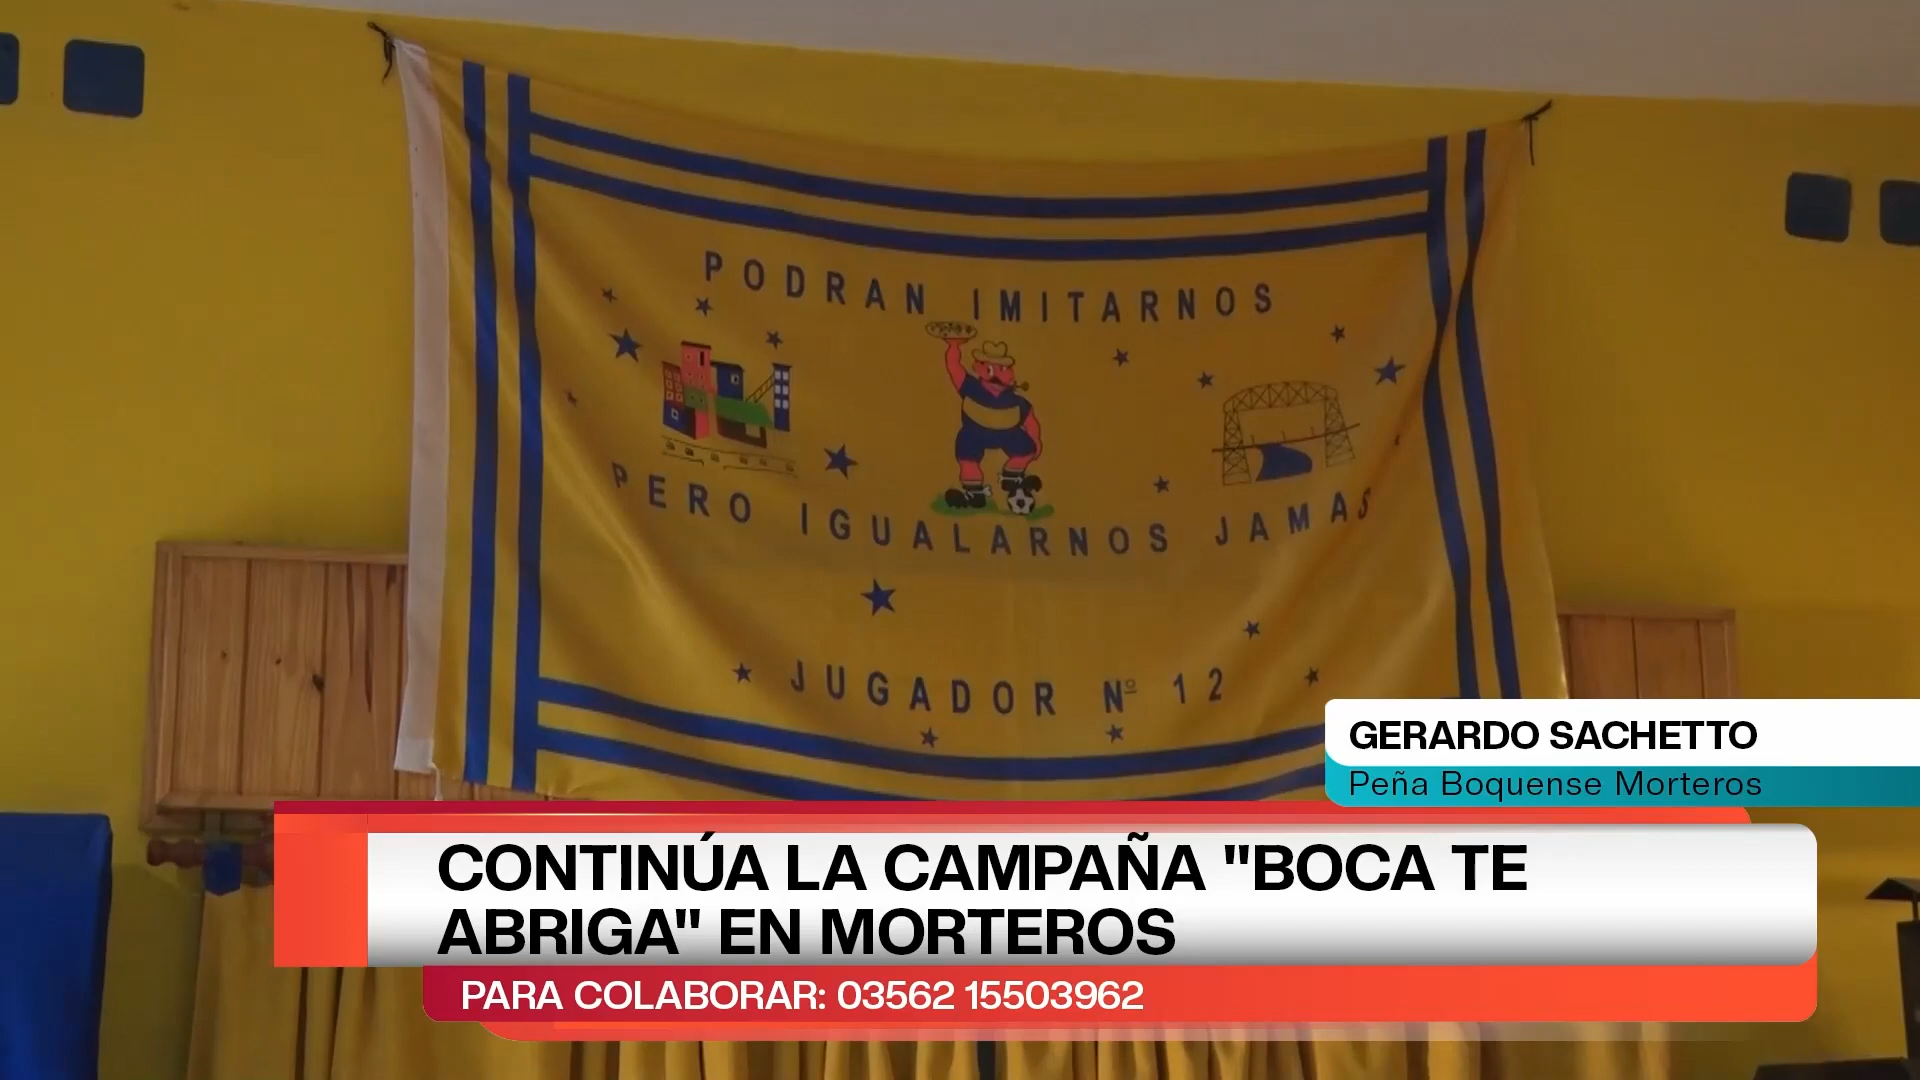 PODRAN IMITARNOS
PERO IGUALARNOS JAMAS
JUGADOR Nº 12
GERARDO SACHETTO
Peña Boquense Morteros
CONTINÚA LA CAMPAÑA "BOCA TE
ABRIGA" EN MORTEROS
PARA COLABORAR: 03562 15503962